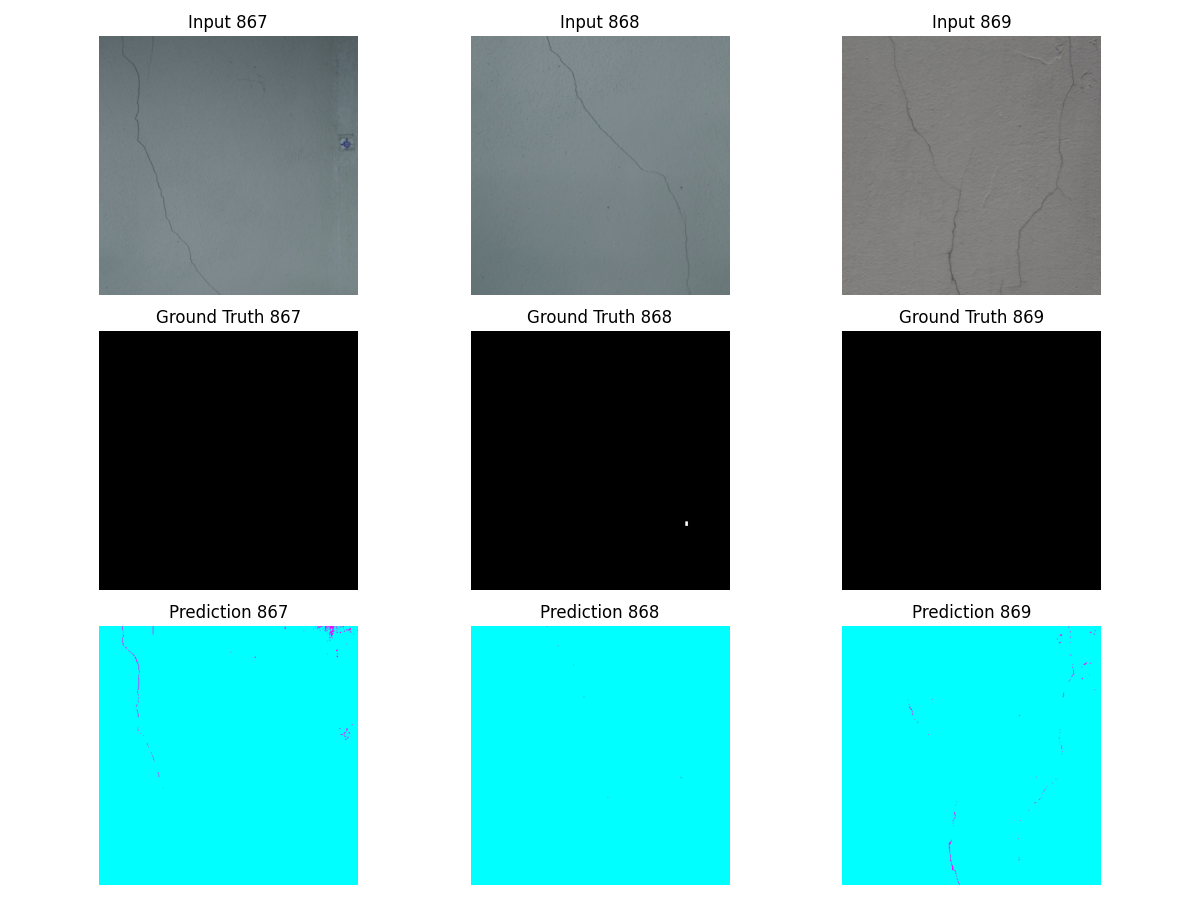 Input 867
Input 868
Input 869
Ground Truth 867
Ground Truth 868
Ground Truth 869
Prediction 867
Prediction 868
Prediction 869